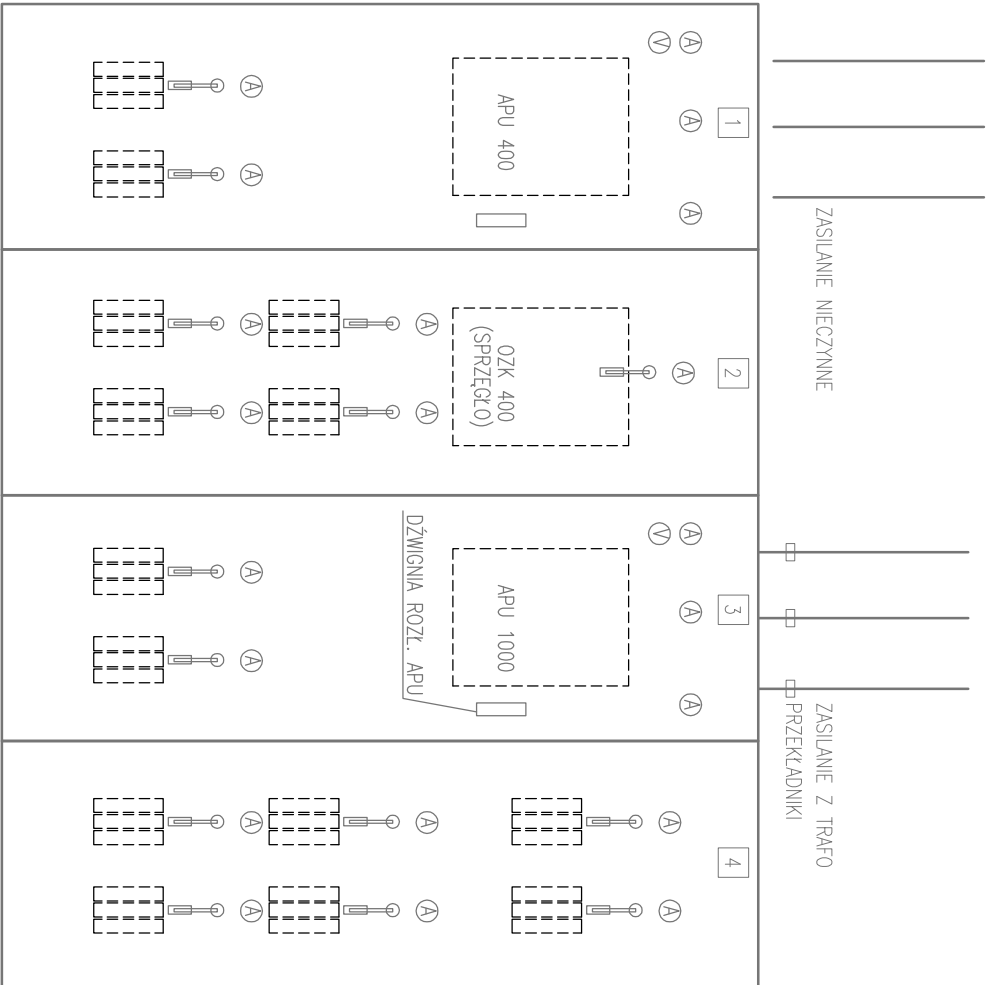 ZASILANIE NIECZYNNE
ZASILANIE Z TRAFO
PRZEKŁADNIKI
1 2 3 4
A A A A A A A A A
V V
APU 400
OZK 400
(SPRZĘGŁO)
APU 1000
A A A A
DŹWIGNIA ROZŁ. APU
A A A A A A A A